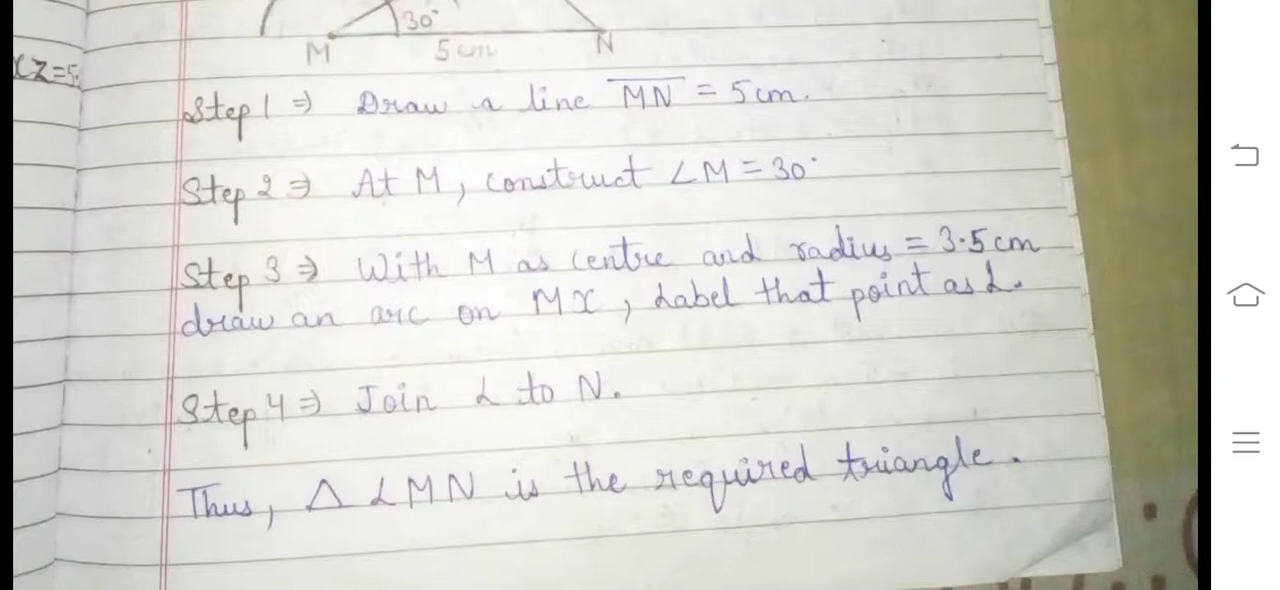 30°
M 5 cm N
XZ=5
Step 1 ⇒ Draw a line MN = 5 cm.
Step 2 ⇒ At M, construct ∠M = 30°
Step 3 ⇒ With M as centre and radius = 3.5 cm
draw an arc on MX, Label that point as L.
Step 4 ⇒ Join L to N.
Thus, △ LMN is the required triangle.